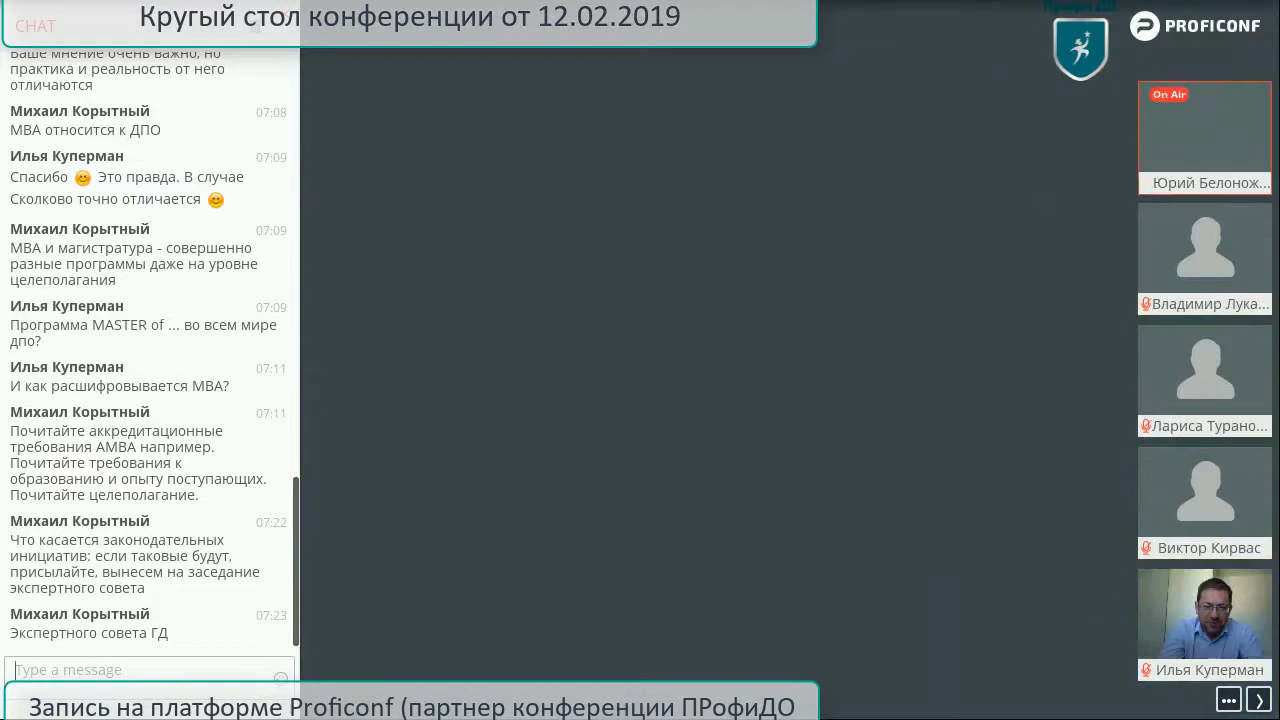 Кругый стол конференции от 12.02.2019
CHAT
Ваше мнение очень важно, но
практика и реальность от него
отличаются
Михаил Корытный 07:08
МВА относится к ДПО
Илья Куперман 07:09
Спасибо 😊 Это правда. В случае
Сколково точно отличается 😊
Михаил Корытный 07:09
МВА и магистратура - совершенно
разные программы даже на уровне
целеполагания
Илья Куперман 07:09
Программа MASTER of ... во всем мире
дпо?
Илья Куперман 07:11
И как расшифровывается МВА?
Михаил Корытный 07:11
Почитайте аккредитационные
требования АМВА например.
Почитайте требования к
образованию и опыту поступающих.
Почитайте целеполагание.
Михаил Корытный 07:22
Что касается законодательных
инициатив: если таковые будут,
присылайте, вынесем на заседание
экспертного совета
Михаил Корытный 07:23
Экспертного совета ГД
Type a message
Запись на платформе Proficonf (партнер конференции ПРофиДО
PROFICONF
On Air
Юрий Белонож...
Владимир Лука...
Лариса Турано...
Виктор Кирвас
Илья Куперман